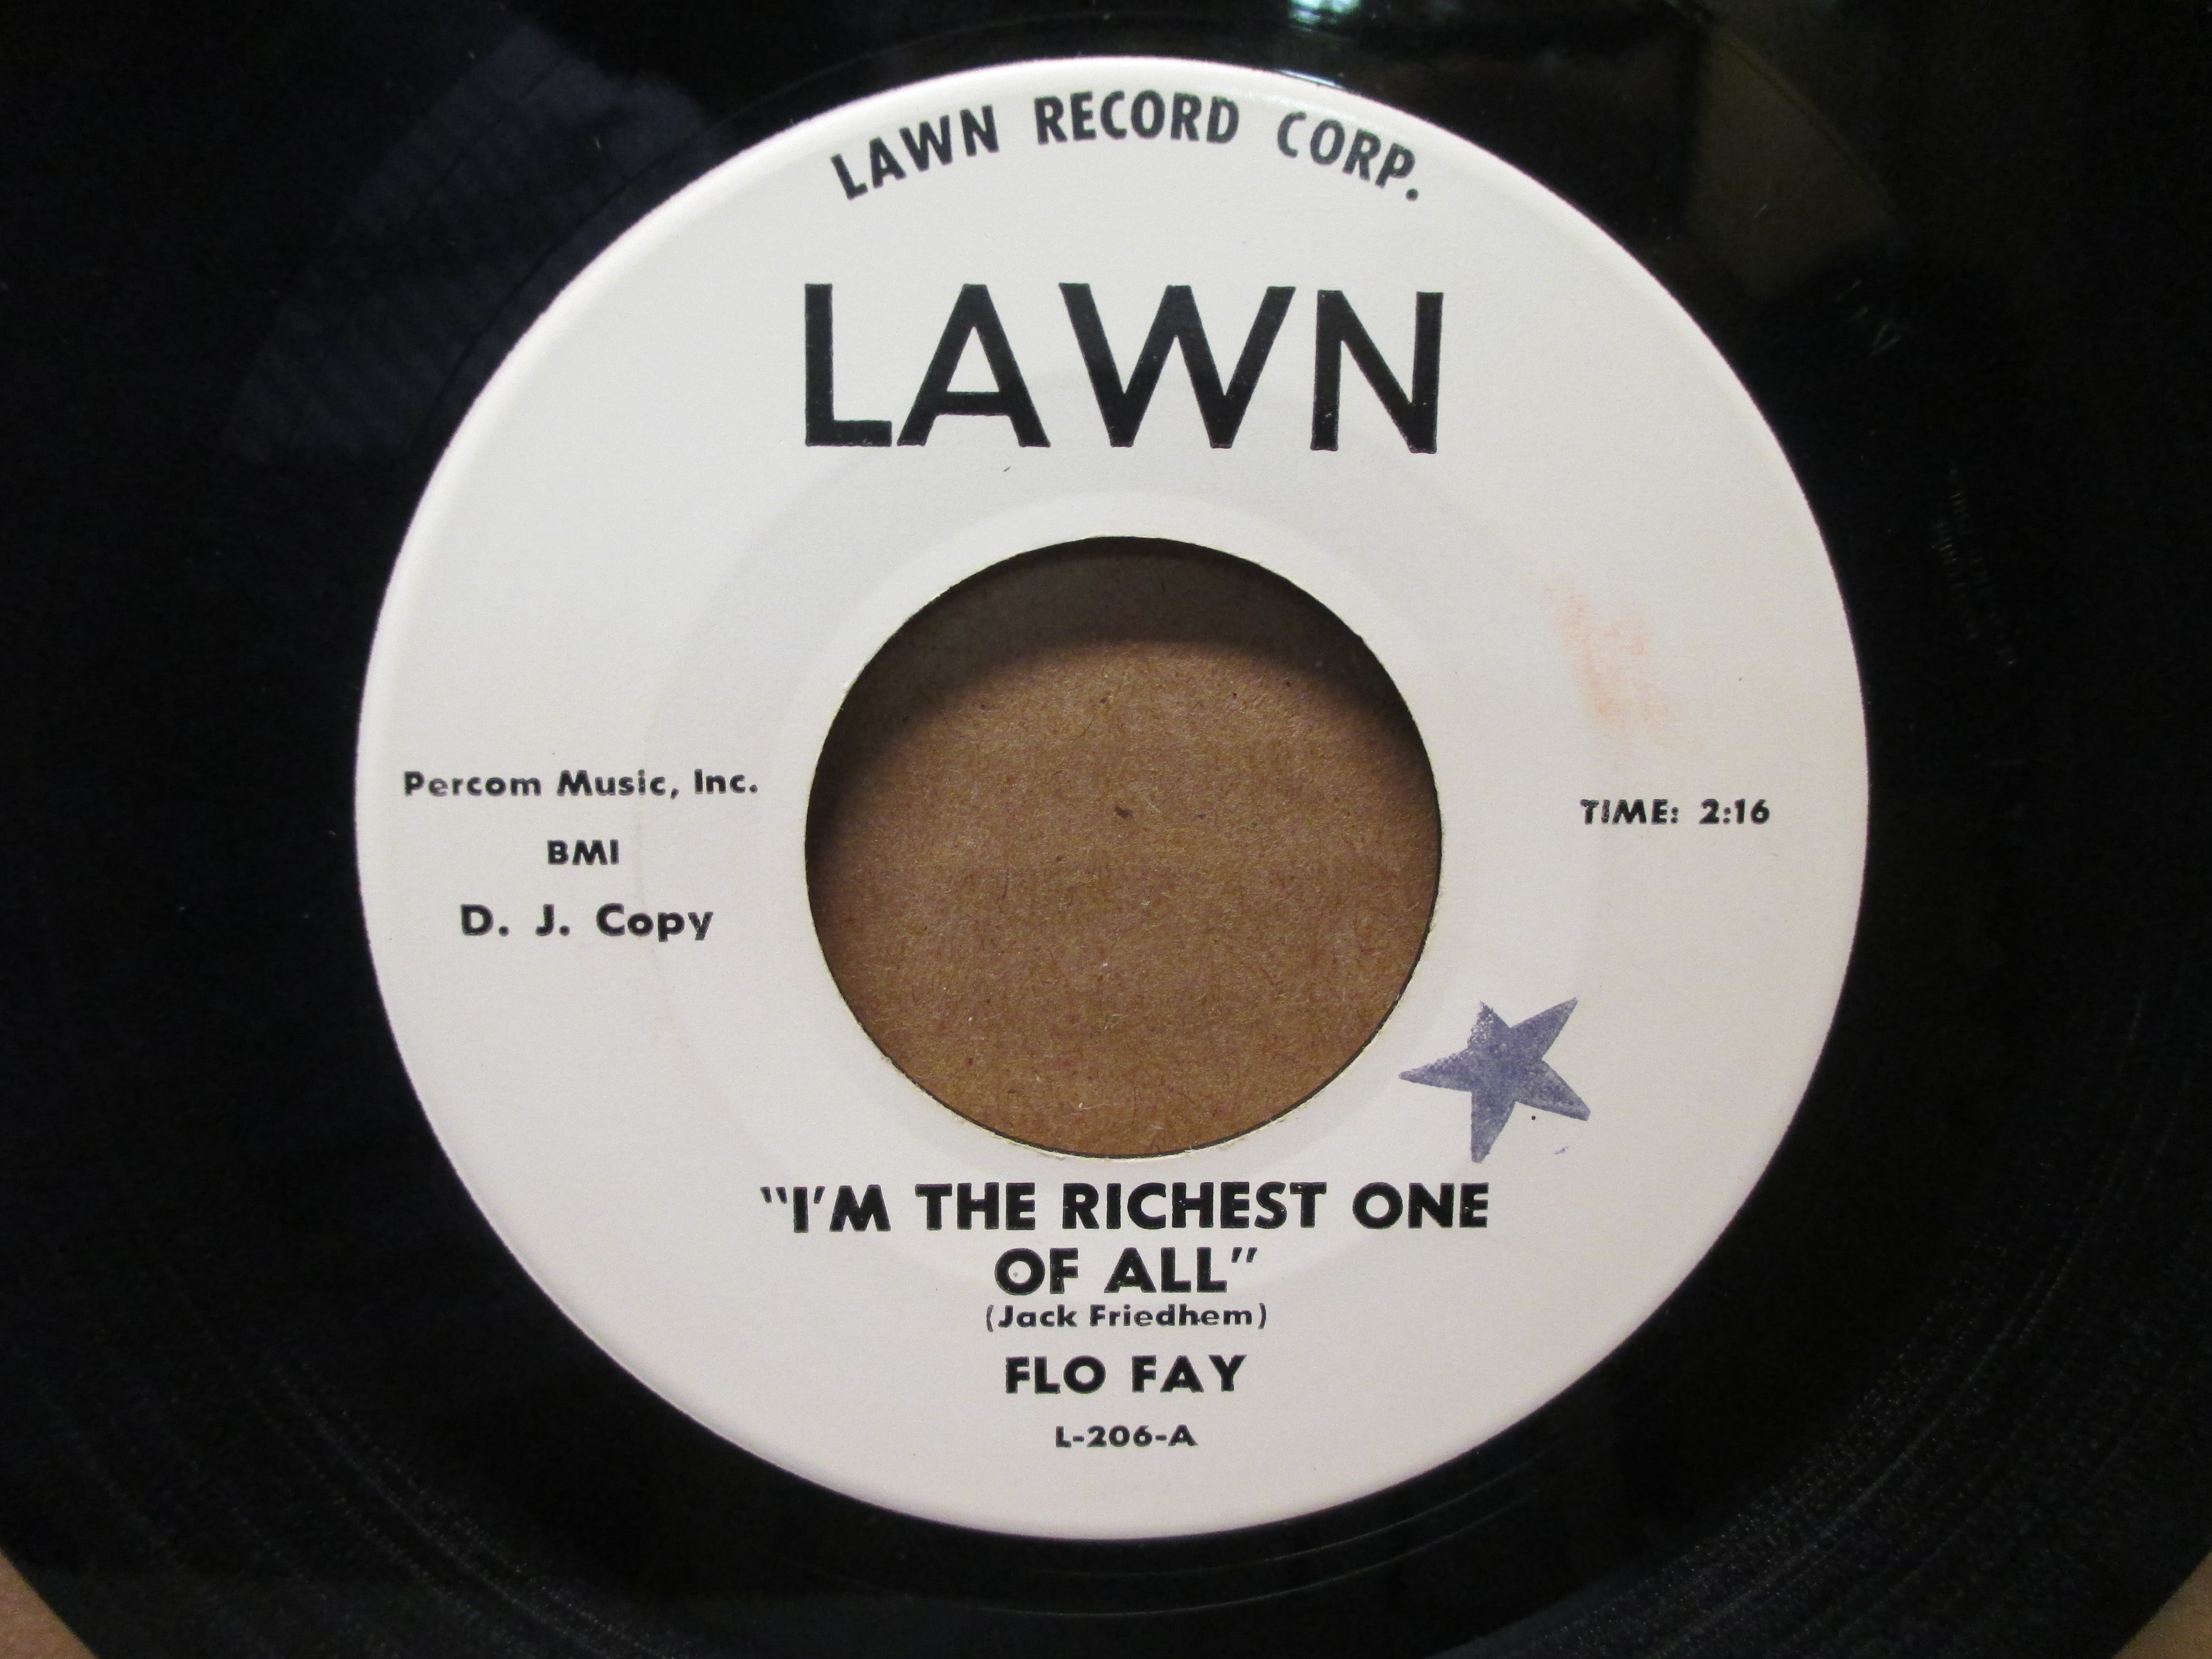 LAWN RECORD CORP.
LAWN
Percom Music, Inc.
BMI
D. J. Copy
TIME: 2:16
"I'M THE RICHEST ONE
OF ALL"
(Jack Friedhem)
FLO FAY
L-206-A